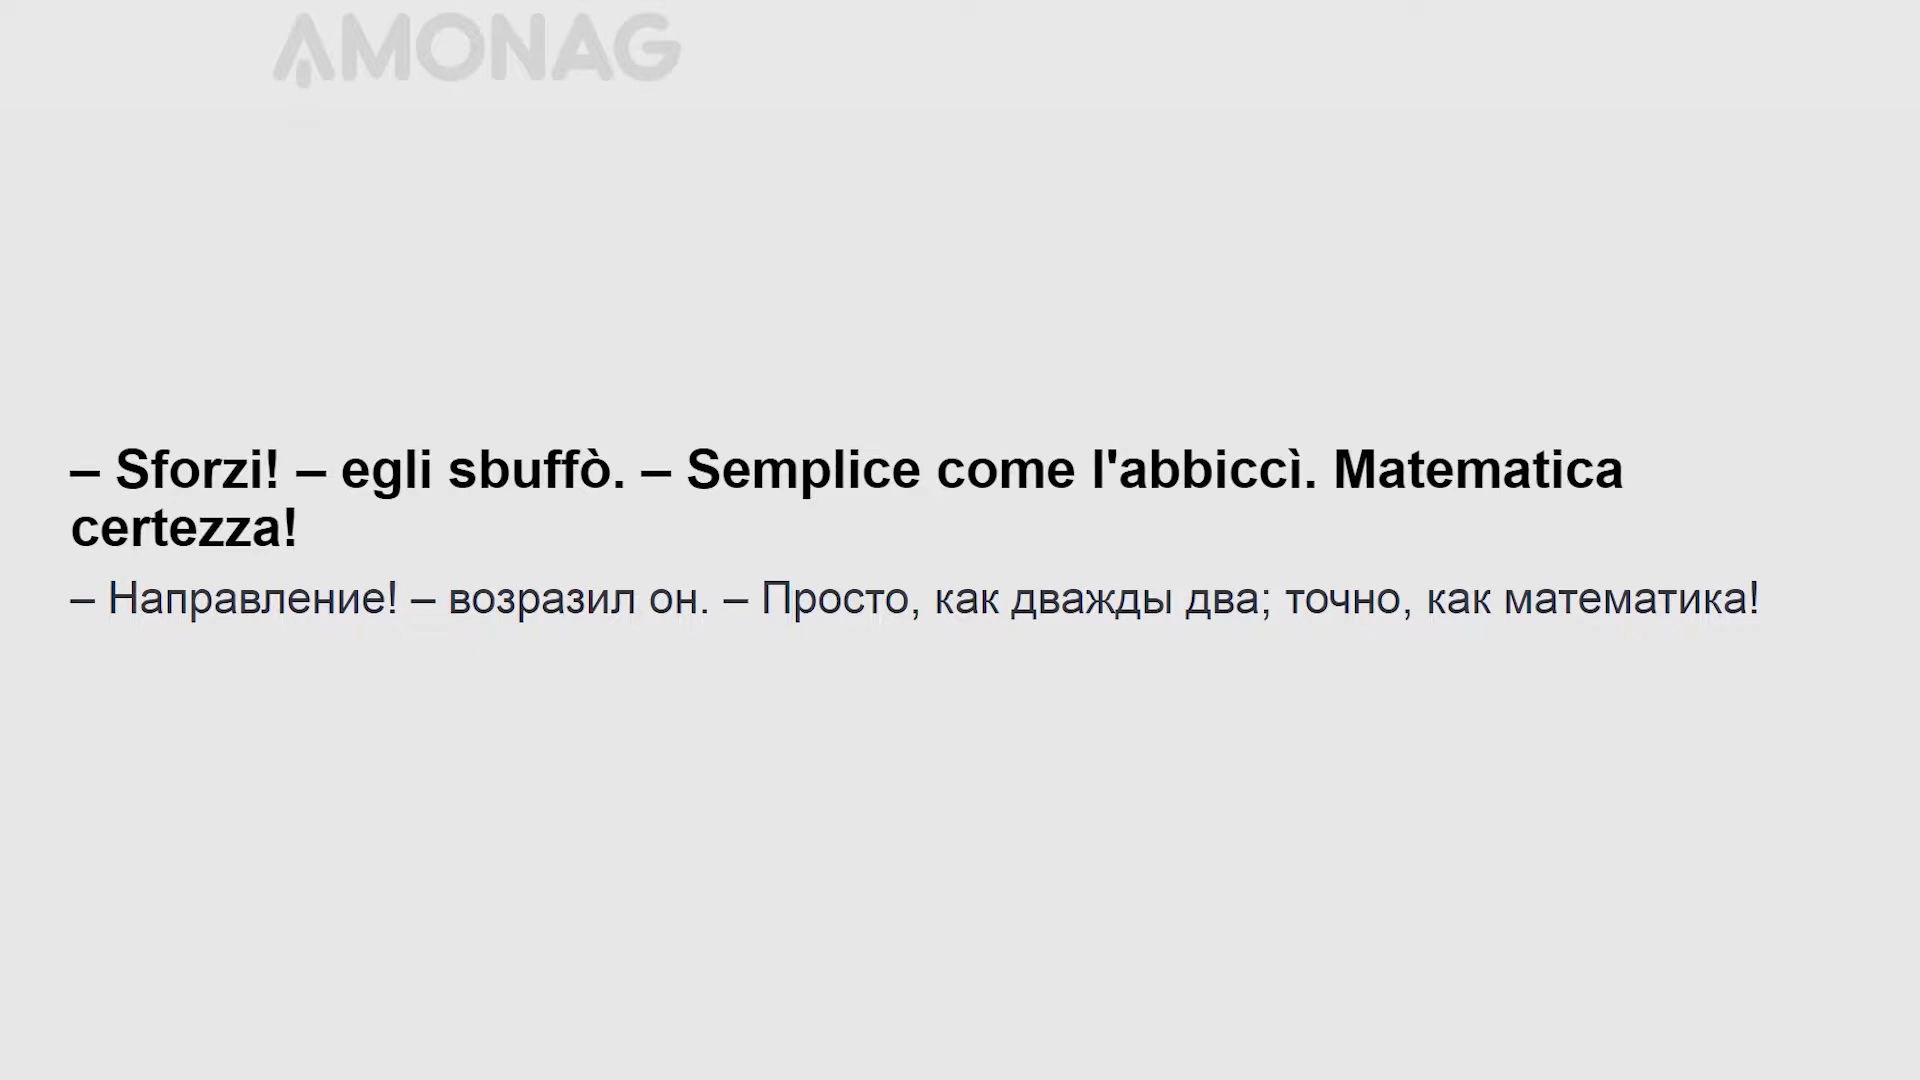 AMONAG
– Sforzi! – egli sbuffò. – Semplice come l'abbiccì. Matematica
certezza!
– Направление! – возразил он. – Просто, как дважды два; точно, как математика!